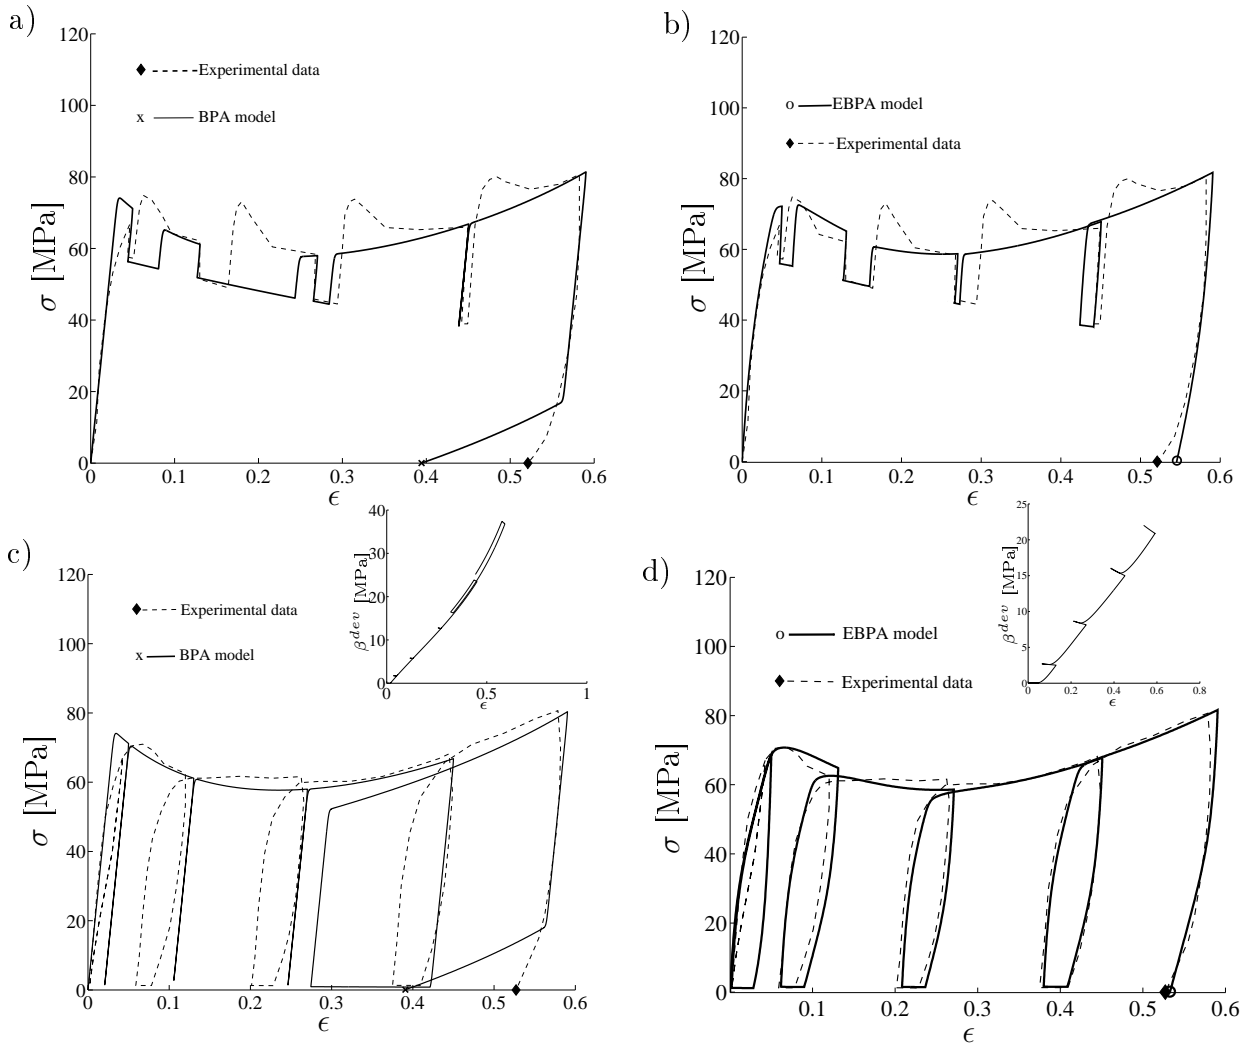 a)
120
100
80
60
40
20
0
σ [MPa]
♦ - - - - Experimental data
x — BPA model
0 0.1 0.2 0.3 0.4 0.5 0.6
ϵ
b)
120
100
80
60
40
20
0
σ [MPa]
o — EBPA model
♦ - - - - Experimental data
0 0.1 0.2 0.3 0.4 0.5 0.6
ϵ
c)
120
100
80
60
40
20
0
σ [MPa]
♦ - - - - Experimental data
x — BPA model
40
30
20
10
0
β^{dev} [MPa]
0 0.5 1
ϵ
0 0.1 0.2 0.3 0.4 0.5 0.6
ϵ
d)
120
100
80
60
40
20
0
σ [MPa]
o — EBPA model
♦ - - - - Experimental data
25
20
15
10
5
0
β^{dev} [MPa]
0 0.2 0.4 0.6 0.8
ϵ
0.1 0.2 0.3 0.4 0.5 0.6
ϵ